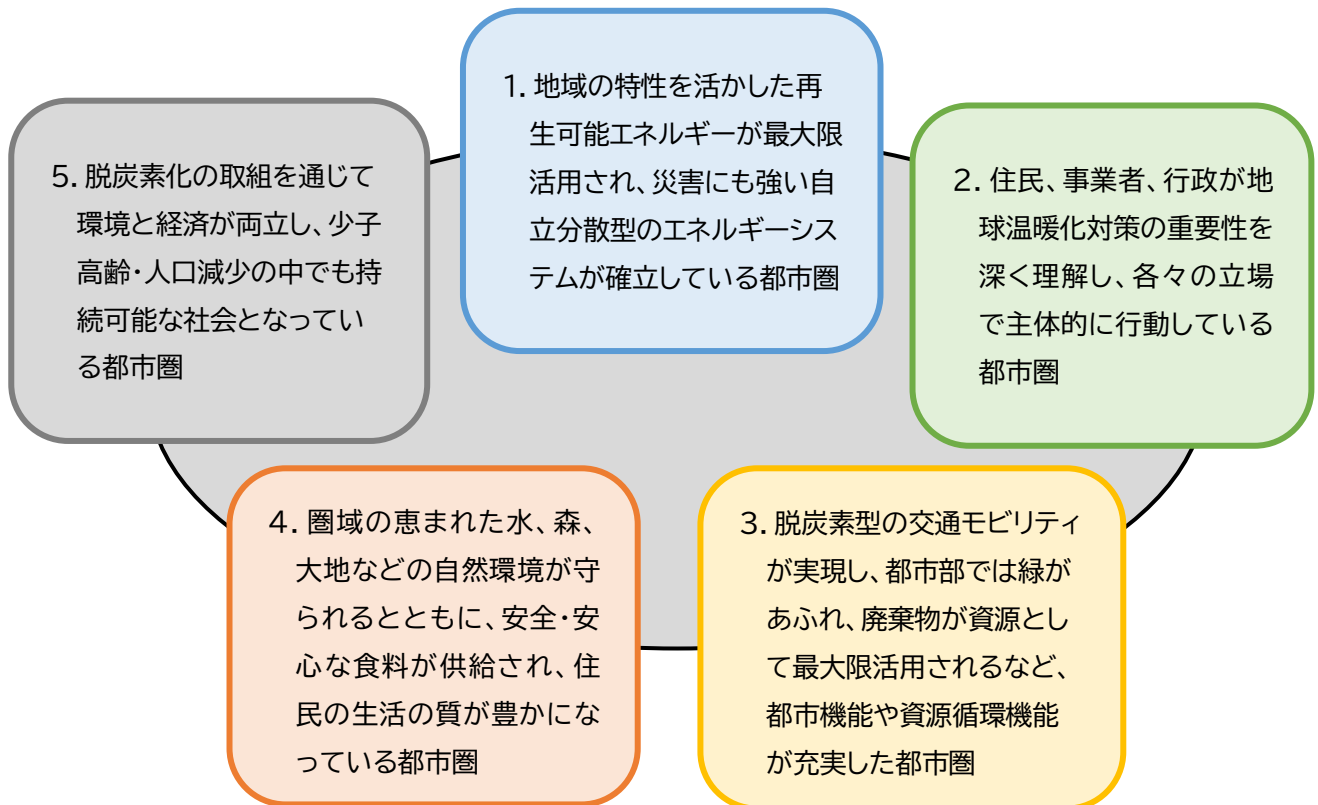 1. 地域の特性を活かした再
生可能エネルギーが最大限
活用され、災害にも強い自
立分散型のエネルギーシス
テムが確立している都市圏
2. 住民、事業者、行政が地
球温暖化対策の重要性を
深く理解し、各々の立場
で主体的に行動している
都市圏
3. 脱炭素型の交通モビリティ
が実現し、都市部では緑が
あふれ、廃棄物が資源とし
て最大限活用されるなど、
都市機能や資源循環機能
が充実した都市圏
4. 圏域の恵まれた水、森、
大地などの自然環境が守
られるとともに、安全・安
心な食料が供給され、住
民の生活の質が豊かにな
っている都市圏
5. 脱炭素化の取組を通じて
環境と経済が両立し、少子
高齢・人口減少の中でも持
続可能な社会となってい
る都市圏